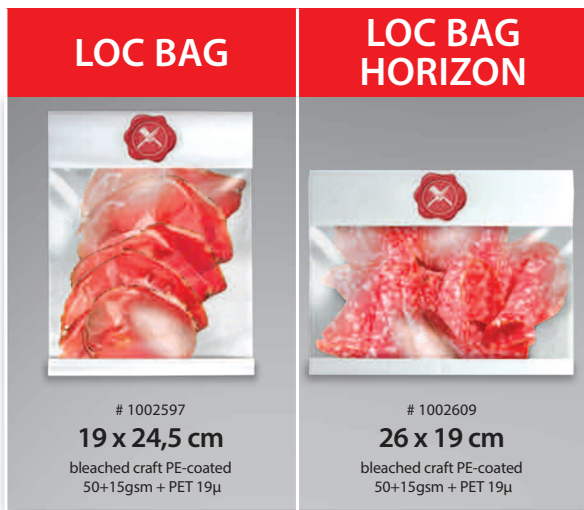 LOC BAG
# 1002597
19 x 24,5 cm
bleached craft PE-coated
50+15gsm + PET 19µ
LOC BAG
HORIZON
# 1002609
26 x 19 cm
bleached craft PE-coated
50+15gsm + PET 19µ